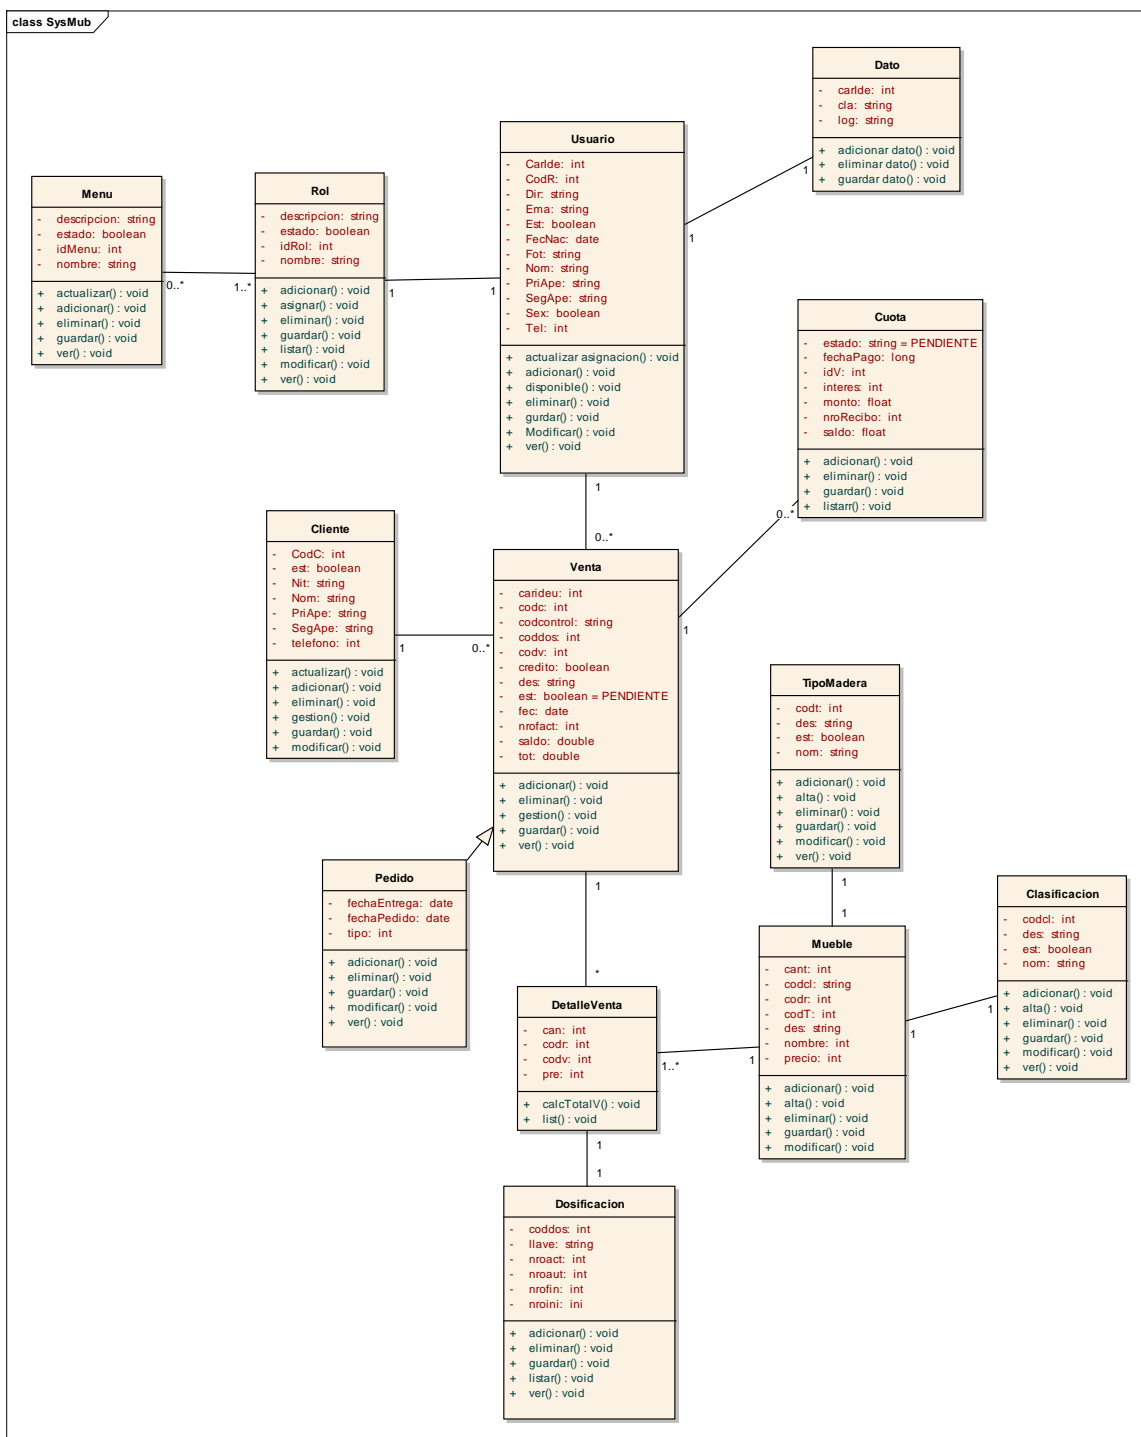 class SysMub
Dato
- carIde: int
- cla: string
- log: string
+ adicionar dato() : void
+ eliminar dato() : void
+ guardar dato() : void
1
Usuario
- CarIde: int
- CodR: int
- Dir: string
- Ema: string
- Est: boolean
- FecNac: date
- Fot: string
- Nom: string
- PriApe: string
- SegApe: string
- Sex: boolean
- Tel: int
+ actualizar asignacion() : void
+ adicionar() : void
+ disponible() : void
+ eliminar() : void
+ gurdar() : void
+ Modificar() : void
+ ver() : void
1
1
1
0..*
Menu
- descripcion: string
- estado: boolean
- idMenu: int
- nombre: string
+ actualizar() : void
+ adicionar() : void
+ eliminar() : void
+ guardar() : void
+ ver() : void
0..*
1..*
Rol
- descripcion: string
- estado: boolean
- idRol: int
- nombre: string
+ adicionar() : void
+ asignar() : void
+ eliminar() : void
+ guardar() : void
+ listar() : void
+ modificar() : void
+ ver() : void
1
Cuota
- estado: string = PENDIENTE
- fechaPago: long
- idV: int
- interes: int
- monto: float
- nroRecibo: int
- saldo: float
+ adicionar() : void
+ eliminar() : void
+ guardar() : void
+ listarr() : void
0..*
Cliente
- CodC: int
- est: boolean
- Nit: string
- Nom: string
- PriApe: string
- SegApe: string
- telefono: int
+ actualizar() : void
+ adicionar() : void
+ eliminar() : void
+ gestion() : void
+ guardar() : void
+ modificar() : void
1
0..*
Venta
- carideu: int
- codc: int
- codcontrol: string
- coddos: int
- codv: int
- credito: boolean
- des: string
- est: boolean = PENDIENTE
- fec: date
- nrofact: int
- saldo: double
- tot: double
+ adicionar() : void
+ eliminar() : void
+ gestion() : void
+ guardar() : void
+ ver() : void
1
1
*
TipoMadera
- codt: int
- des: string
- est: boolean
- nom: string
+ adicionar() : void
+ alta() : void
+ eliminar() : void
+ guardar() : void
+ modificar() : void
+ ver() : void
1
1
Pedido
- fechaEntrega: date
- fechaPedido: date
- tipo: int
+ adicionar() : void
+ eliminar() : void
+ guardar() : void
+ modificar() : void
+ ver() : void
Clasificacion
- codcl: int
- des: string
- est: boolean
- nom: string
+ adicionar() : void
+ alta() : void
+ eliminar() : void
+ guardar() : void
+ modificar() : void
+ ver() : void
1
Mueble
- cant: int
- codcl: string
- codr: int
- codT: int
- des: string
- nombre: int
- precio: int
+ adicionar() : void
+ alta() : void
+ eliminar() : void
+ guardar() : void
+ modificar() : void
1
1
DetalleVenta
- can: int
- codr: int
- codv: int
- pre: int
+ calcTotalV() : void
+ list() : void
1..*
1
1
Dosificacion
- coddos: int
- llave: string
- nroact: int
- nroaut: int
- nrofin: int
- nroini: ini
+ adicionar() : void
+ eliminar() : void
+ guardar() : void
+ listar() : void
+ ver() : void